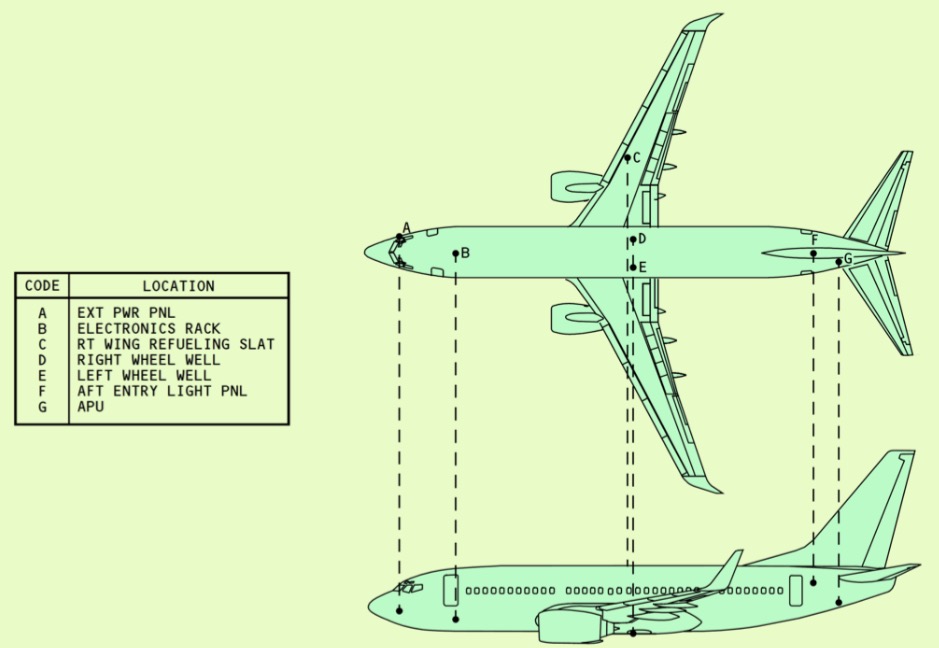 CODE LOCATION
A EXT PWR PNL
B ELECTRONICS RACK
C RT WING REFUELING SLAT
D RIGHT WHEEL WELL
E LEFT WHEEL WELL
F AFT ENTRY LIGHT PNL
G APU
C
A
B
D
E
F
G